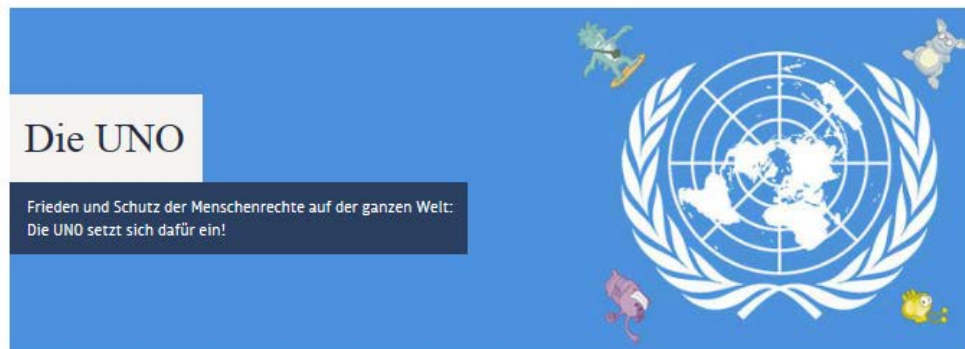 Die UNO
Frieden und Schutz der Menschenrechte auf der ganzen Welt:
Die UNO setzt sich dafür ein!